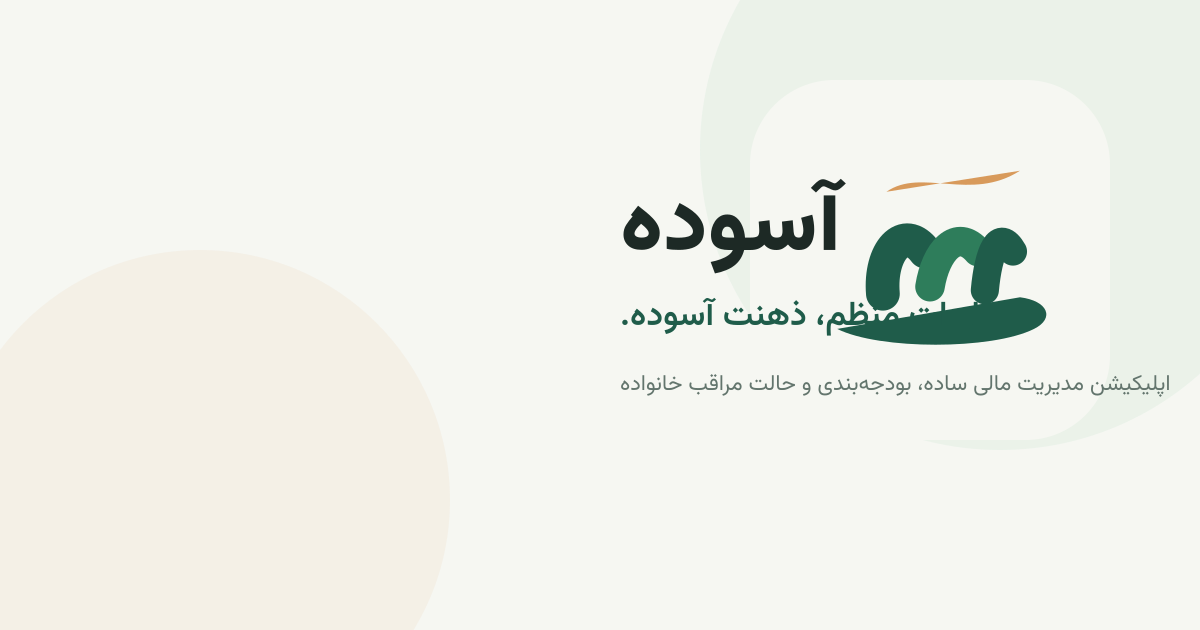 آسوده
منظم، ذهنت آسوده.
اپلیکیشن مدیریت مالی ساده، بودجه‌بندی و حالت مراقب خانواده